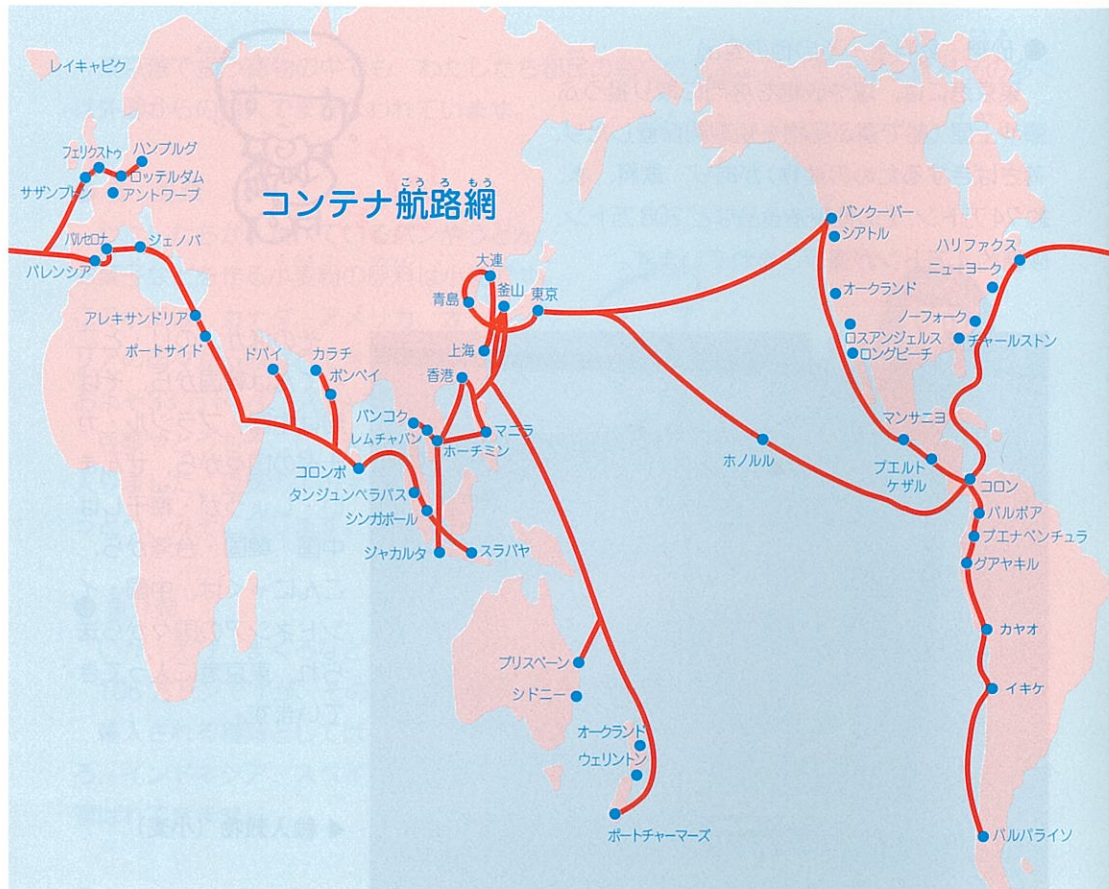 レイキャビク
フェリクストゥ
ハンブルグ
サザンプトン
ロッテルダム
アントワープ
こうろもう
コンテナ航路網
バルセロナ
ジェノバ
バレンシア
バンクーバー
シアトル
ハリファクス
ニューヨーク
大連
釜山
東京
青島
オークランド
アレキサンドリア
ノーフォーク
ポートサイド
ドバイ
カラチ
ボンベイ
上海
香港
ロスアンジェルス
ロングビーチ
チャールストン
バンコク
レムチャバン
ホーチミン
マニラ
ホノルル
マンサニヨ
プエルト
ケザル
コロン
コロンボ
タンジュンペラパス
シンガポール
バルボア
ブエナベンチュラ
ジャカルタ
スラバヤ
グアヤキル
カヤオ
ブリスベーン
シドニー
イキケ
オークランド
ウェリントン
ポートチャーマーズ
バルパライソ